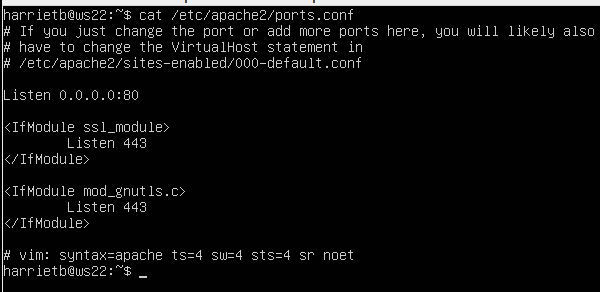 harrietb@ws22:~$ cat /etc/apache2/ports.conf
# If you just change the port or add more ports here, you will likely also
# have to change the VirtualHost statement in
# /etc/apache2/sites-enabled/000-default.conf
Listen 0.0.0.0:80
<IfModule ssl_module>
Listen 443
</IfModule>
<IfModule mod_gnutls.c>
Listen 443
</IfModule>
# vim: syntax=apache ts=4 sw=4 sts=4 sr noet
harrietb@ws22:~$ _